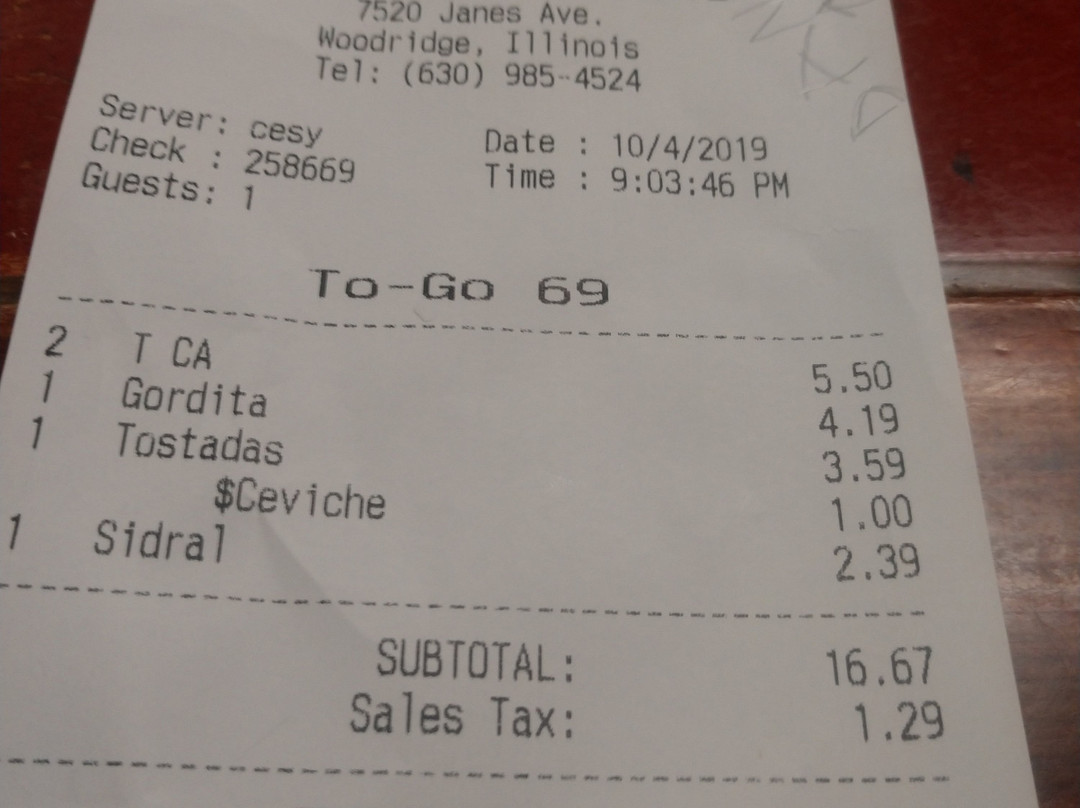 7520 Janes Ave.
Woodridge, Illinois
Tel: (630) 985-4524
Server: cesy
Check : 258669
Guests: 1
Date : 10/4/2019
Time : 9:03:46 PM
To-Go 69
2 T CA 5.50
1 Gordita 4.19
1 Tostadas 3.59
$Ceviche 1.00
1 Sidral 2.39
SUBTOTAL: 16.67
Sales Tax: 1.29